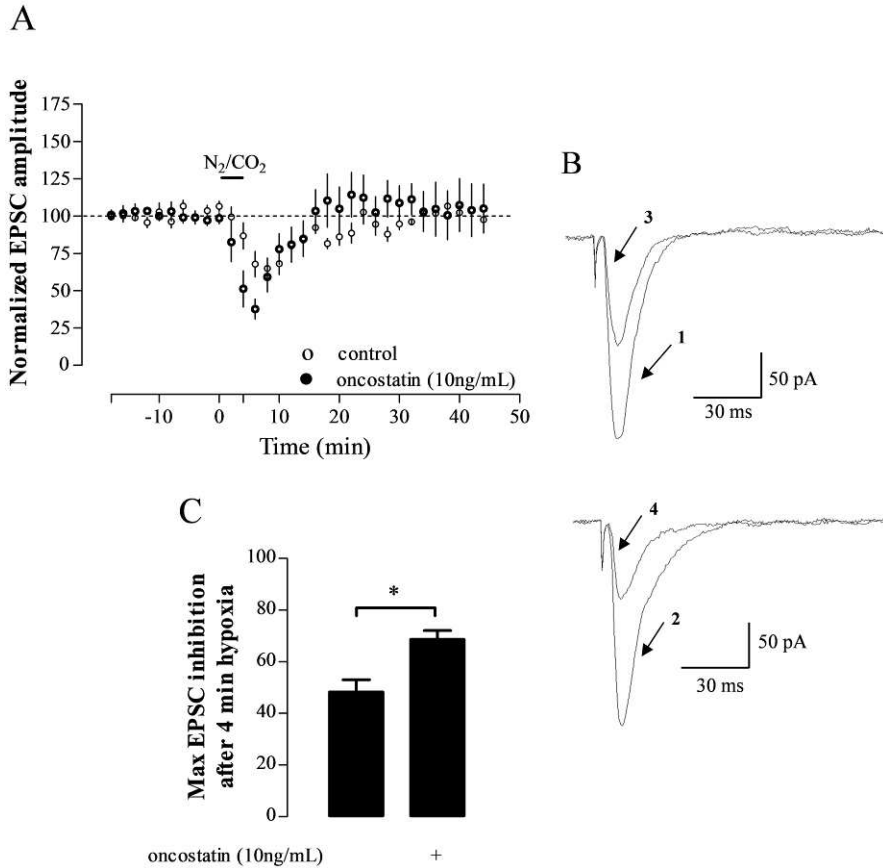 A
Normalized EPSC amplitude
175
150
125
100
75
50
25
0
N₂/CO₂
control
oncostatin (10ng/mL)
-10 0 10 20 30 40 50
Time (min)
B
3
1
50 pA
30 ms
4
2
50 pA
30 ms
C
Max EPSC inhibition
after 4 min hypoxia
100
80
60
40
20
0
*
oncostatin (10ng/mL) +